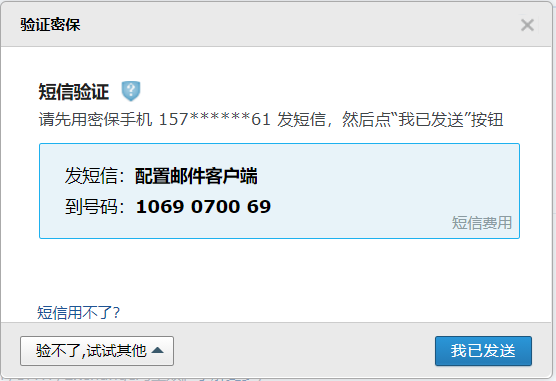 验证密保
短信验证
请先用密保手机 157******61 发短信，然后点“我已发送”按钮
发短信：配置邮件客户端
到号码：1069 0700 69
短信费用
短信用不了?
验不了,试试其他
我已发送